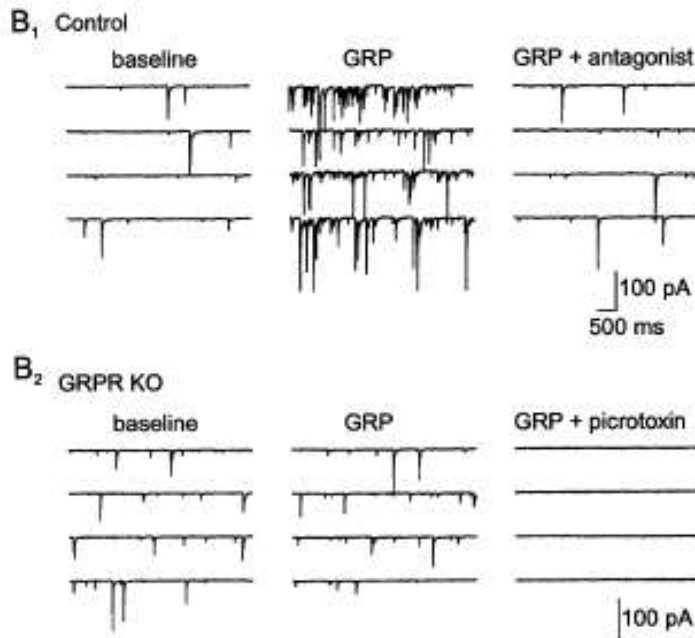 B1 Control
baseline GRP GRP + antagonist
100 pA
500 ms
B2 GRPR KO
baseline GRP GRP + picrotoxin
100 pA